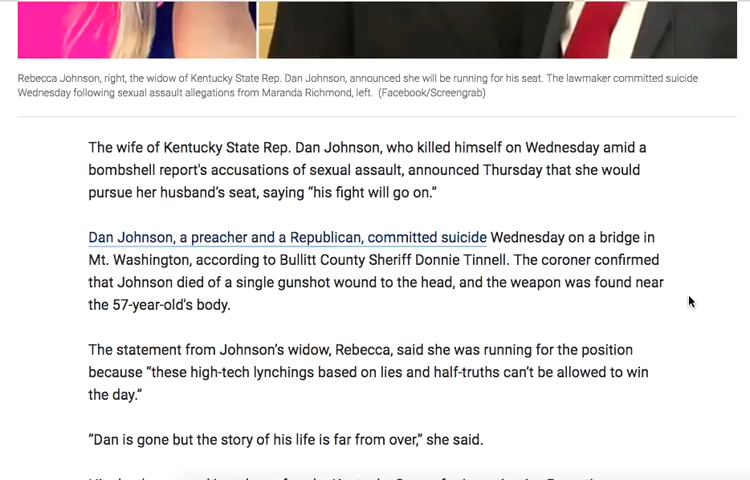 Rebecca Johnson, right, the widow of Kentucky State Rep. Dan Johnson, announced she will be running for his seat. The lawmaker committed suicide
Wednesday following sexual assault allegations from Maranda Richmond, left. (Facebook/Screengrab)
The wife of Kentucky State Rep. Dan Johnson, who killed himself on Wednesday amid a
bombshell report's accusations of sexual assault, announced Thursday that she would
pursue her husband's seat, saying “his fight will go on.”
Dan Johnson, a preacher and a Republican, committed suicide Wednesday on a bridge in
Mt. Washington, according to Bullitt County Sheriff Donnie Tinnell. The coroner confirmed
that Johnson died of a single gunshot wound to the head, and the weapon was found near
the 57-year-old's body.
The statement from Johnson's widow, Rebecca, said she was running for the position
because “these high-tech lynchings based on lies and half-truths can't be allowed to win
the day.”
“Dan is gone but the story of his life is far from over,” she said.